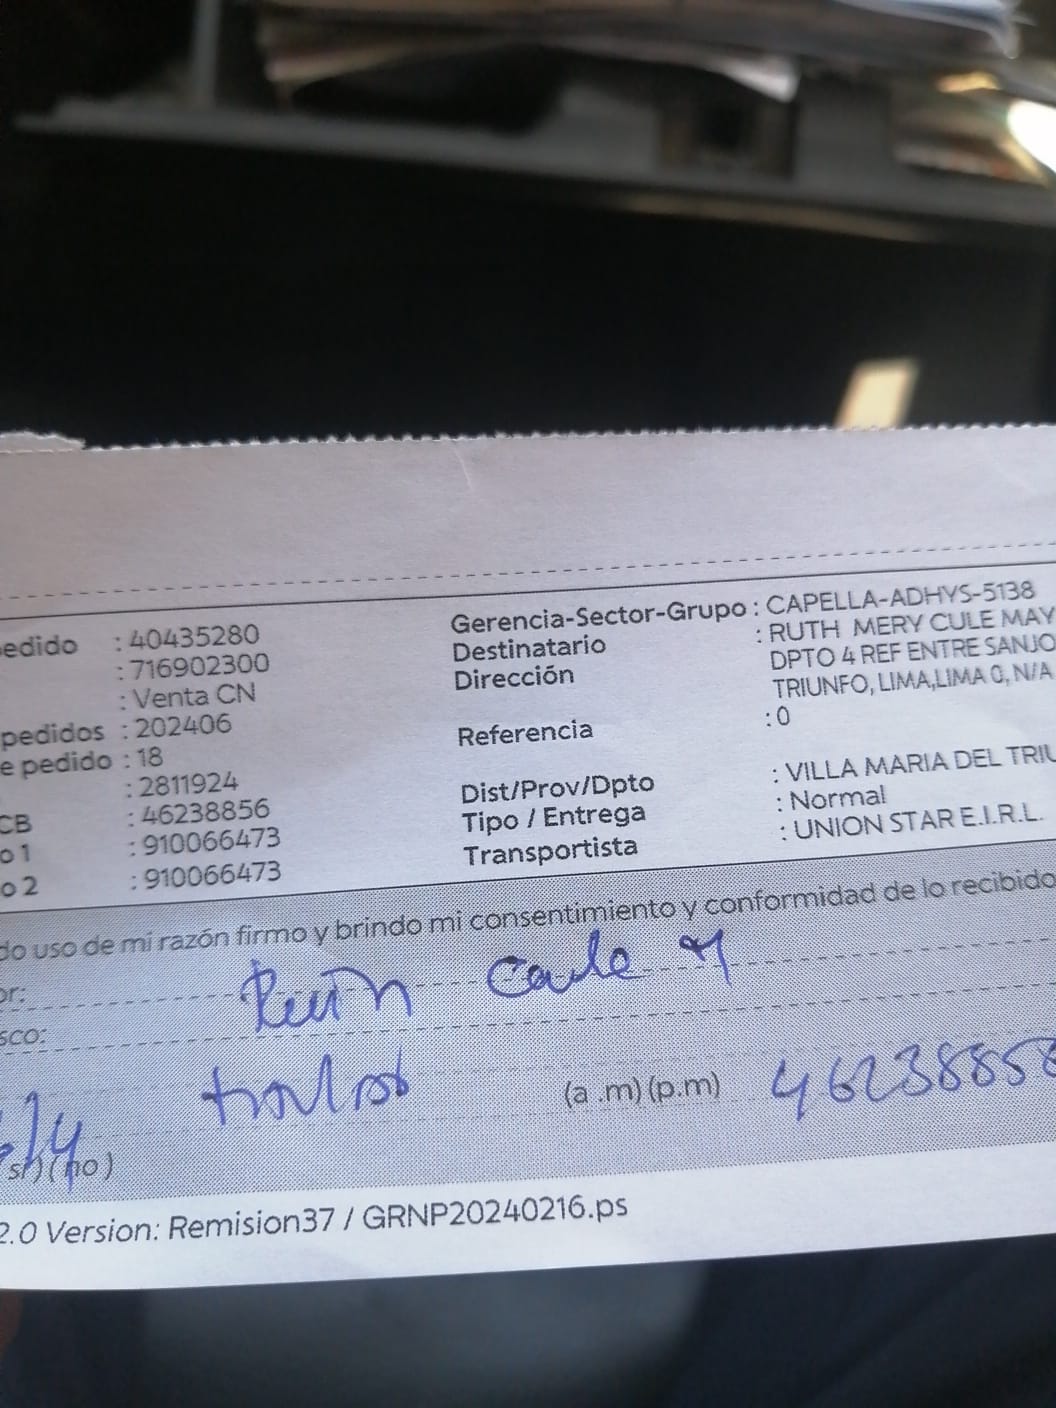 edido : 40435280
: 716902300
: Venta CN
pedidos : 202406
e pedido : 18
: 2811924
CB : 46238856
o 1 : 910066473
o 2 : 910066473
Gerencia-Sector-Grupo : CAPELLA-ADHYS-5138
Destinatario : RUTH MERY CULE MAY
Dirección DPTO 4 REF ENTRE SANJO
TRIUNFO, LIMA,LIMA 0, N/A
Referencia : 0
Dist/Prov/Dpto : VILLA MARIA DEL TRIU
Tipo / Entrega : Normal
Transportista : UNION STAR E.I.R.L.
do uso de mi razón firmo y brindo mi consentimiento y conformidad de lo recibido
or: Ruth Cule M
sco:
(a .m) (p.m) 46238856
si) ( no )
2.0 Version: Remision37 / GRNP20240216.ps